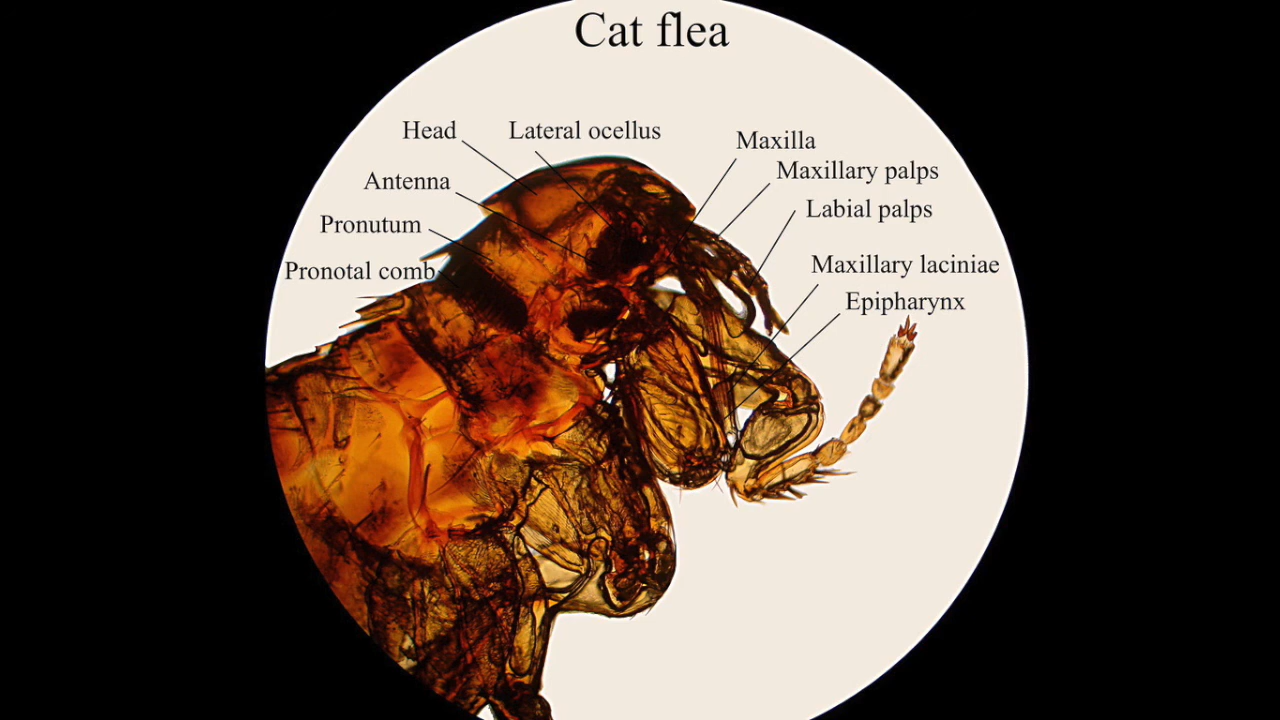 Cat flea
Head
Lateral ocellus
Maxilla
Antenna
Maxillary palps
Labial palps
Pronutum
Pronotal comb
Maxillary laciniae
Epipharynx